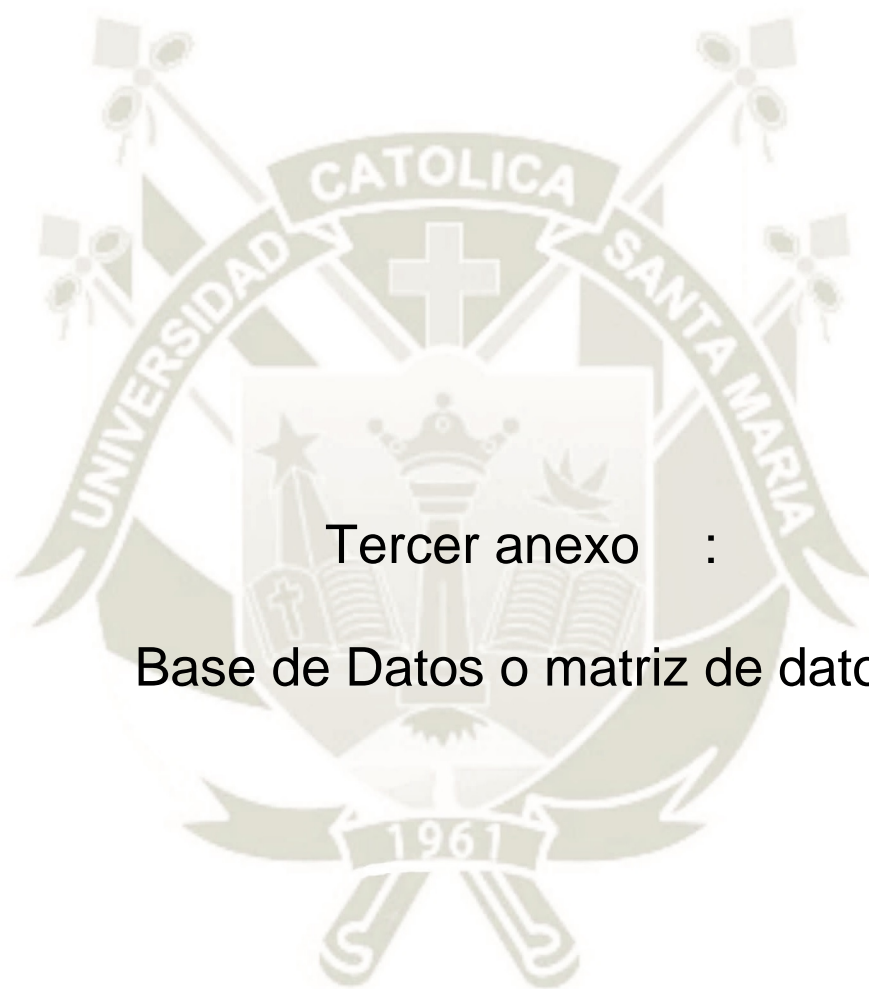 CATOLICA
UNIVERSIDAD
SANTA MARIA
Tercer anexo :
Base de Datos o matriz de dato
1961